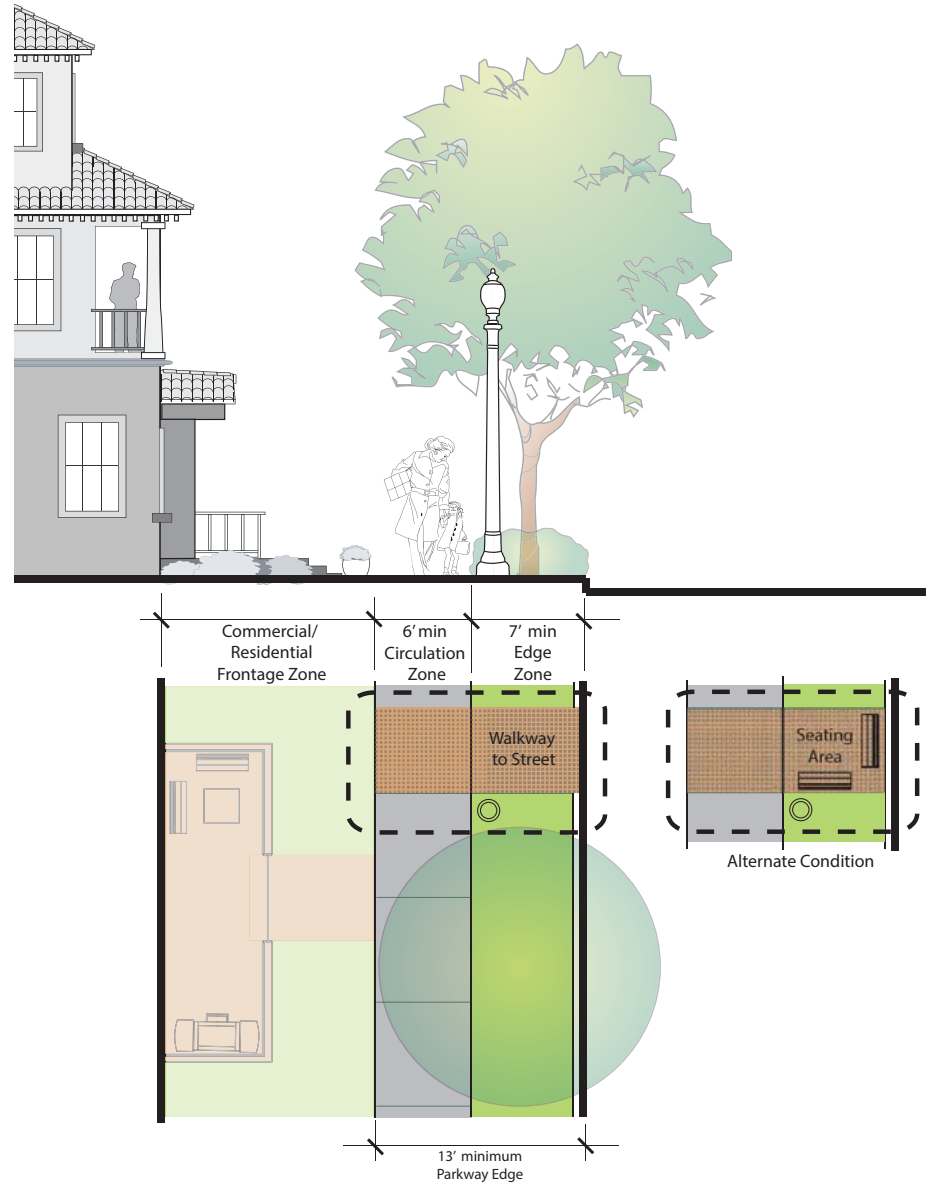 Commercial/
Residential
Frontage Zone
6' min
Circulation
Zone
7' min
Edge
Zone
Walkway
to Street
Seating
Area
Alternate Condition
13' minimum
Parkway Edge